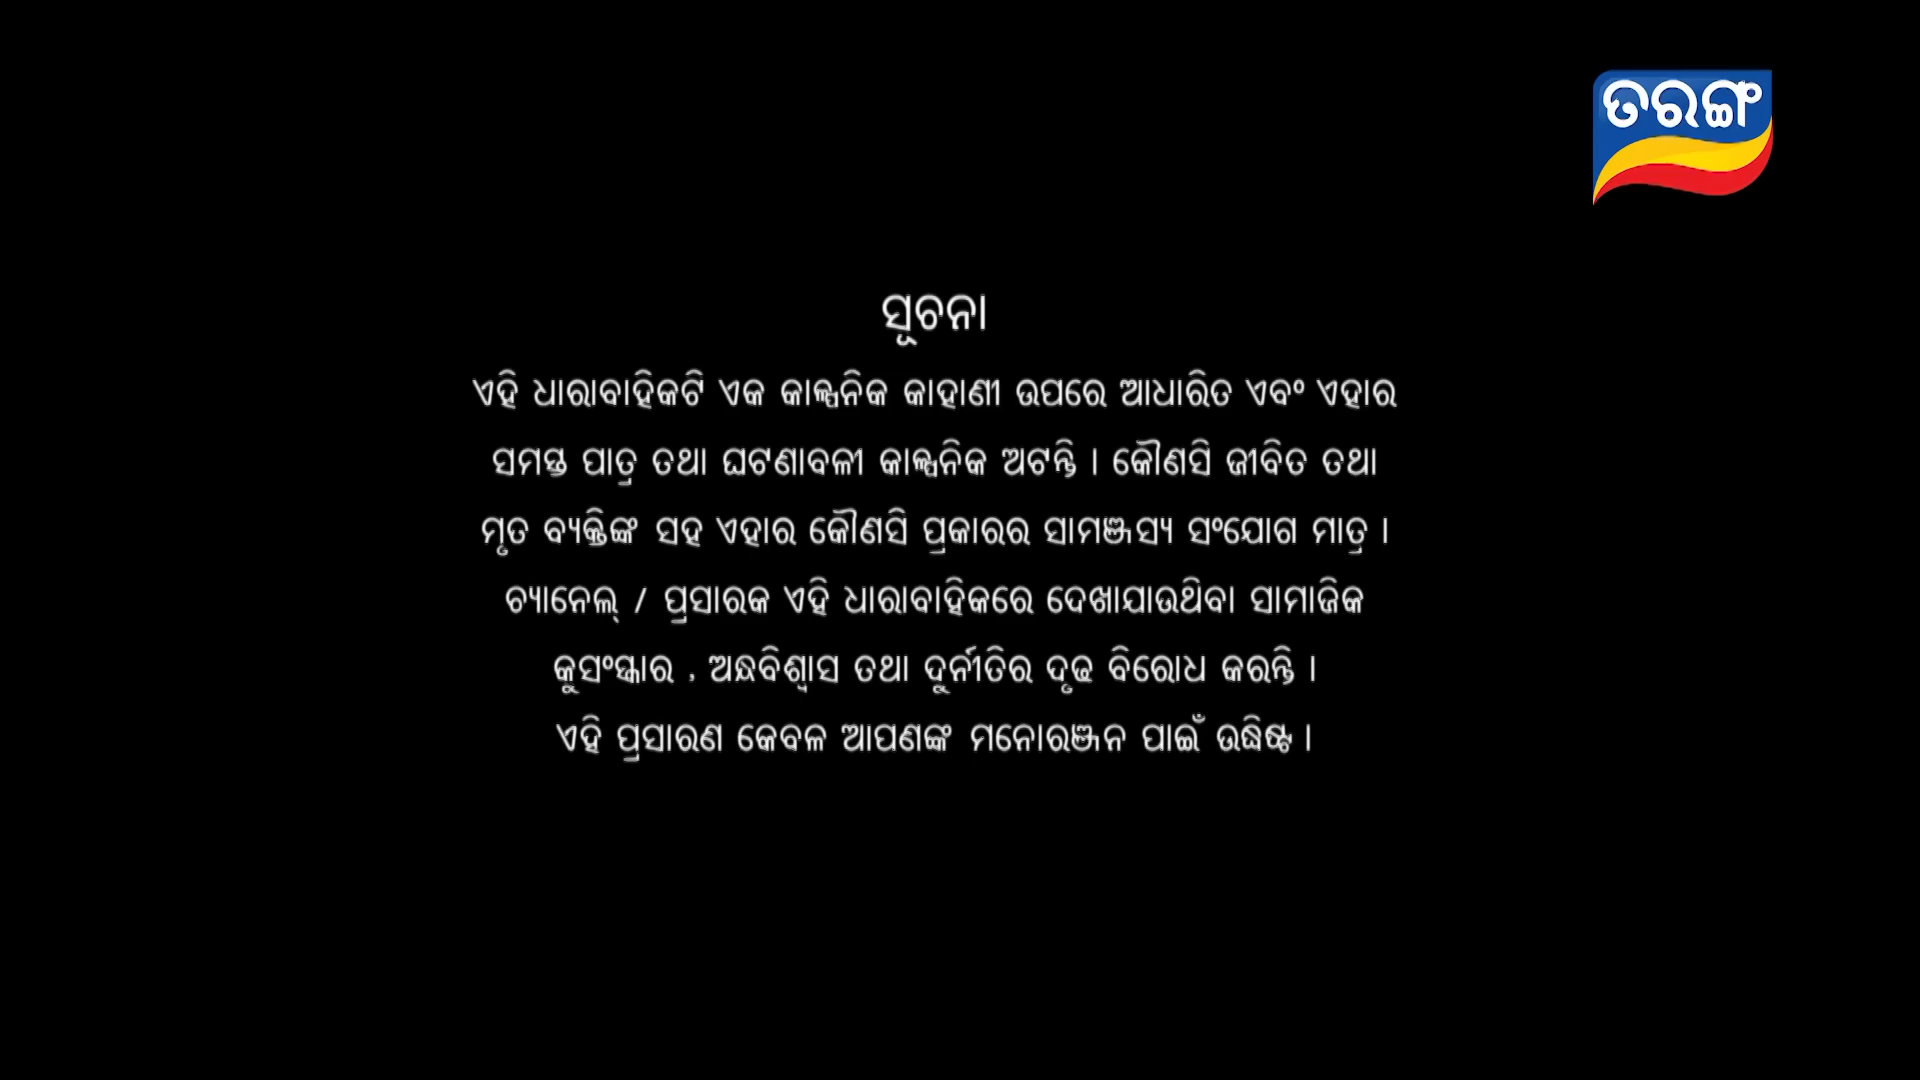 ତରଙ୍ଗ
ସୂଚନା
ଏହି ଧାରାବାହିକଟି ଏକ କାଳ୍ପନିକ କାହାଣୀ ଉପରେ ଆଧାରିତ ଏବଂ ଏହାର
ସମସ୍ତ ପାତ୍ର ତଥା ଘଟଣାବଳୀ କାଳ୍ପନିକ ଅଟନ୍ତି । କୌଣସି ଜୀବିତ ତଥା
ମୃତ ବ୍ୟକ୍ତିଙ୍କ ସହ ଏହାର କୌଣସି ପ୍ରକାରର ସାମଞ୍ଜସ୍ୟ ସଂଯୋଗ ମାତ୍ର ।
ଚ୍ୟାନେଲ୍ / ପ୍ରସାରକ ଏହି ଧାରାବାହିକରେ ଦେଖାଯାଉଥିବା ସାମାଜିକ
କୁସଂସ୍କାର , ଅନ୍ଧବିଶ୍ୱାସ ତଥା ଦୁର୍ନୀତିର ଦୃଢ ବିରୋଧ କରନ୍ତି ।
ଏହି ପ୍ରସାରଣ କେବଳ ଆପଣଙ୍କ ମନୋରଞ୍ଜନ ପାଇଁ ଉଦ୍ଧିଷ୍ଟ ।